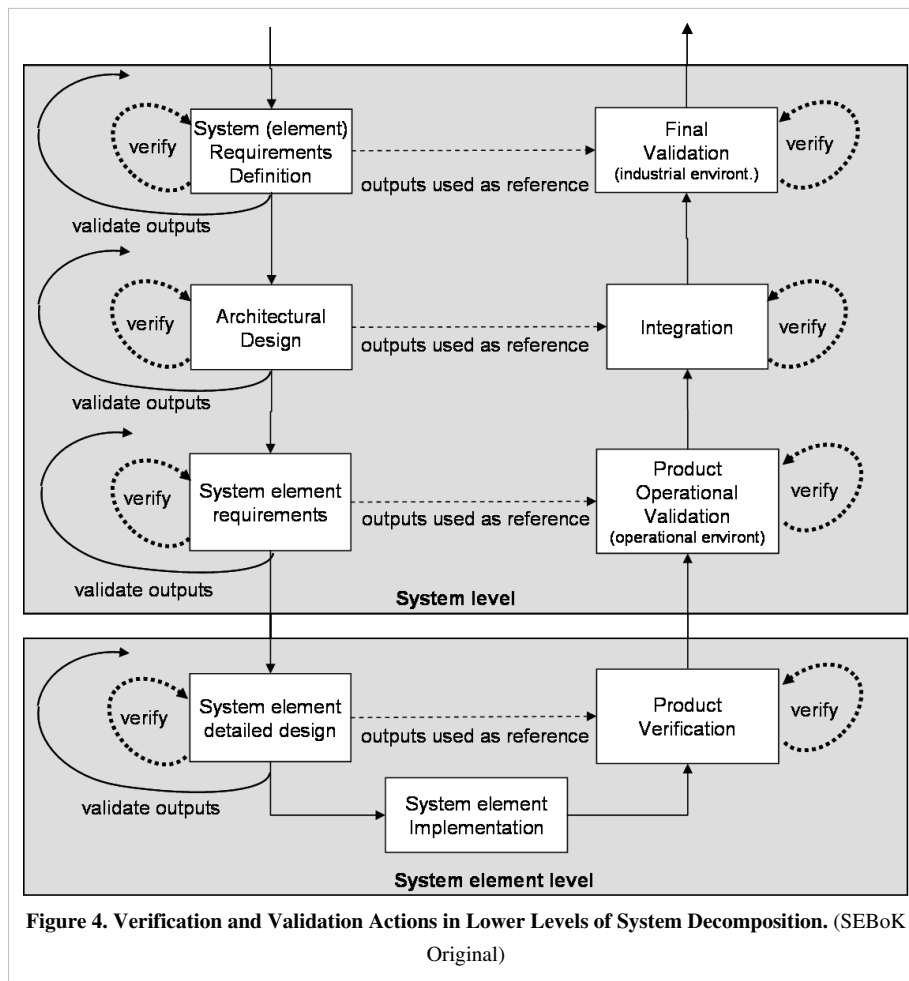 System (element)
Requirements
Definition
verify
validate outputs
outputs used as reference
Final
Validation
(industrial environt.)
verify
Architectural
Design
verify
validate outputs
outputs used as reference
Integration
verify
System element
requirements
verify
validate outputs
outputs used as reference
Product
Operational
Validation
(operational environt)
verify
System level
System element
detailed design
verify
validate outputs
outputs used as reference
Product
Verification
verify
System element
Implementation
System element level
Figure 4. Verification and Validation Actions in Lower Levels of System Decomposition. (SEBoK
Original)